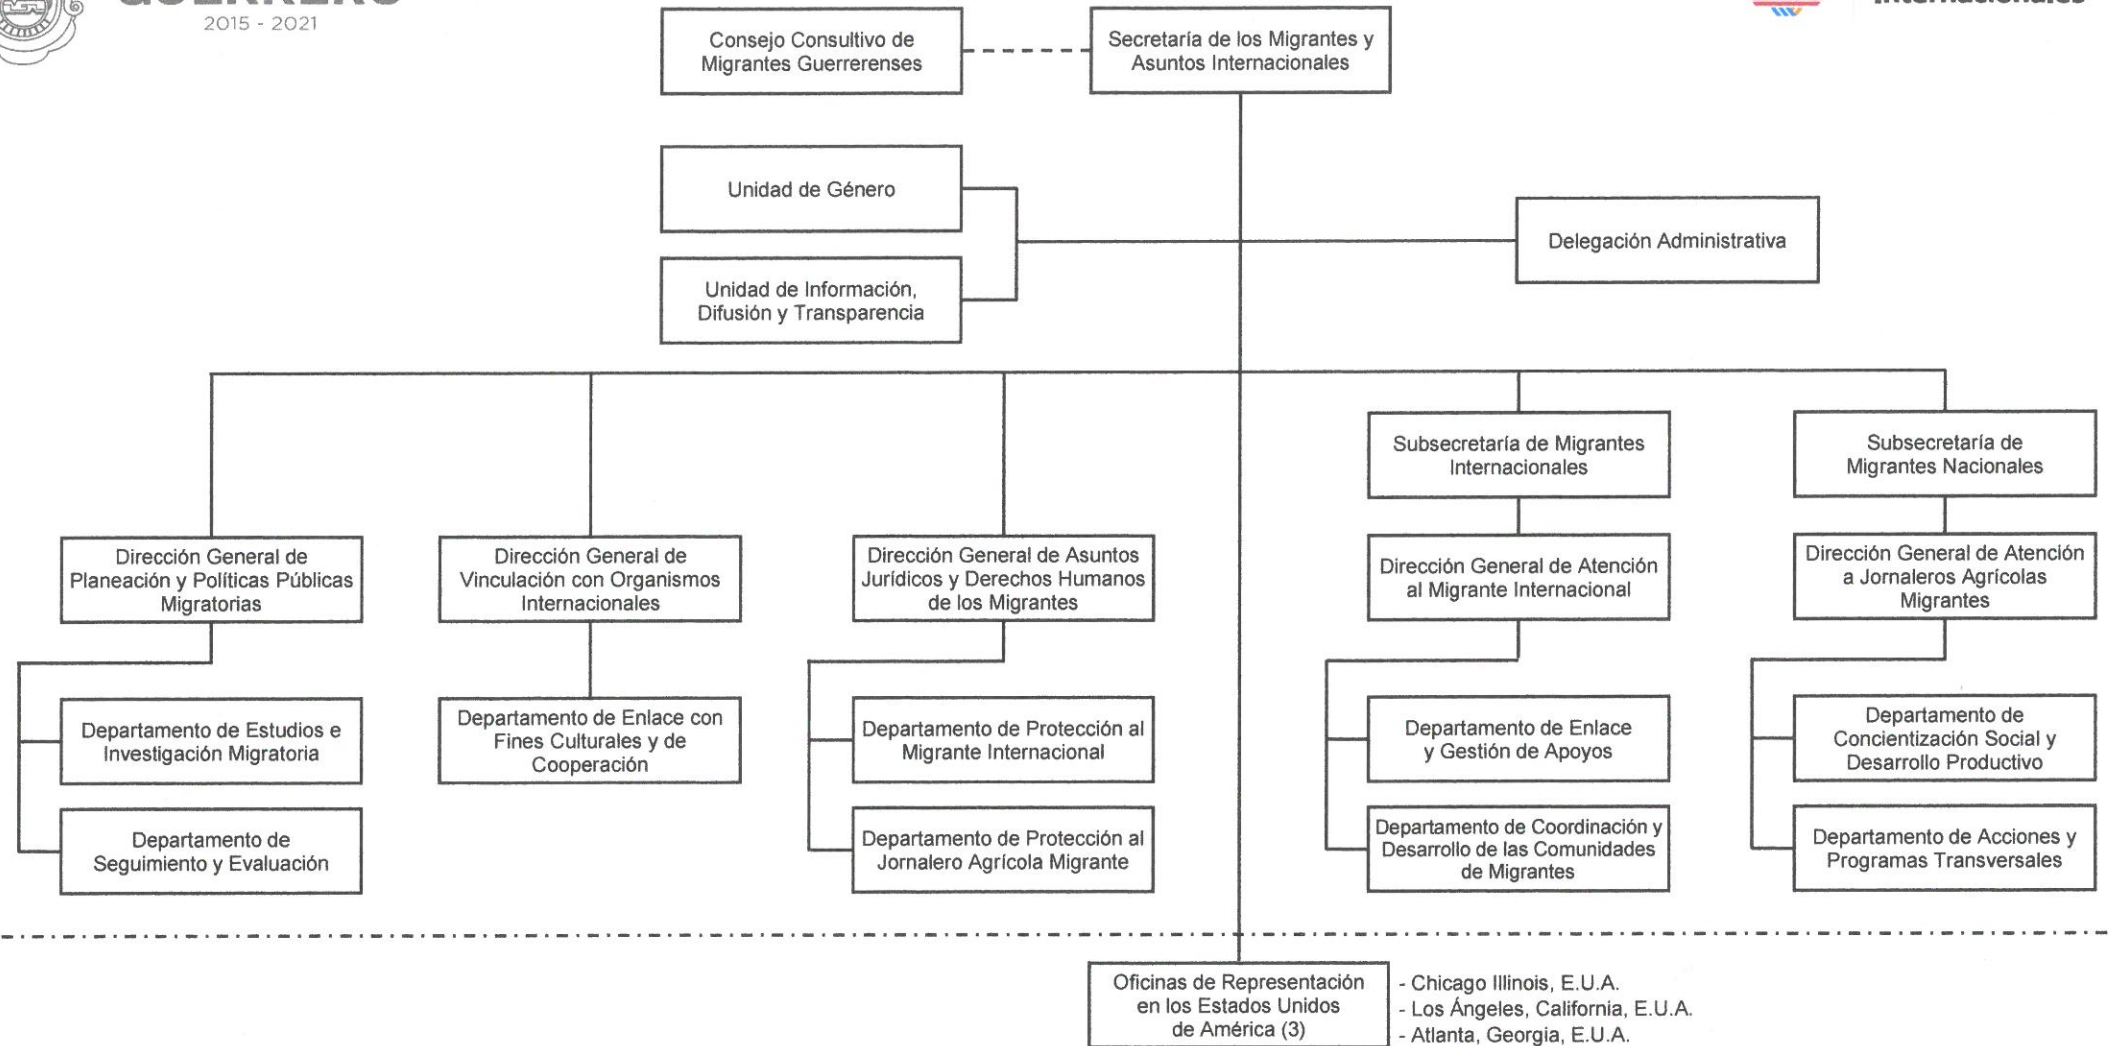 GUERRERO
2015 - 2021
Internacionales
Consejo Consultivo de
Migrantes Guerrerenses
Secretaría de los Migrantes y
Asuntos Internacionales
Unidad de Género
Unidad de Información,
Difusión y Transparencia
Delegación Administrativa
Subsecretaría de Migrantes
Internacionales
Subsecretaría de
Migrantes Nacionales
Dirección General de
Planeación y Políticas Públicas
Migratorias
Dirección General de
Vinculación con Organismos
Internacionales
Dirección General de Asuntos
Jurídicos y Derechos Humanos
de los Migrantes
Dirección General de Atención
al Migrante Internacional
Dirección General de Atención
a Jornaleros Agrícolas
Migrantes
Departamento de Estudios e
Investigación Migratoria
Departamento de Enlace con
Fines Culturales y de
Cooperación
Departamento de Protección al
Migrante Internacional
Departamento de Enlace
y Gestión de Apoyos
Departamento de
Concientización Social y
Desarrollo Productivo
Departamento de
Seguimiento y Evaluación
Departamento de Protección al
Jornalero Agrícola Migrante
Departamento de Coordinación y
Desarrollo de las Comunidades
de Migrantes
Departamento de Acciones y
Programas Transversales
Oficinas de Representación
en los Estados Unidos
de América (3)
- Chicago Illinois, E.U.A.
- Los Ángeles, California, E.U.A.
- Atlanta, Georgia, E.U.A.